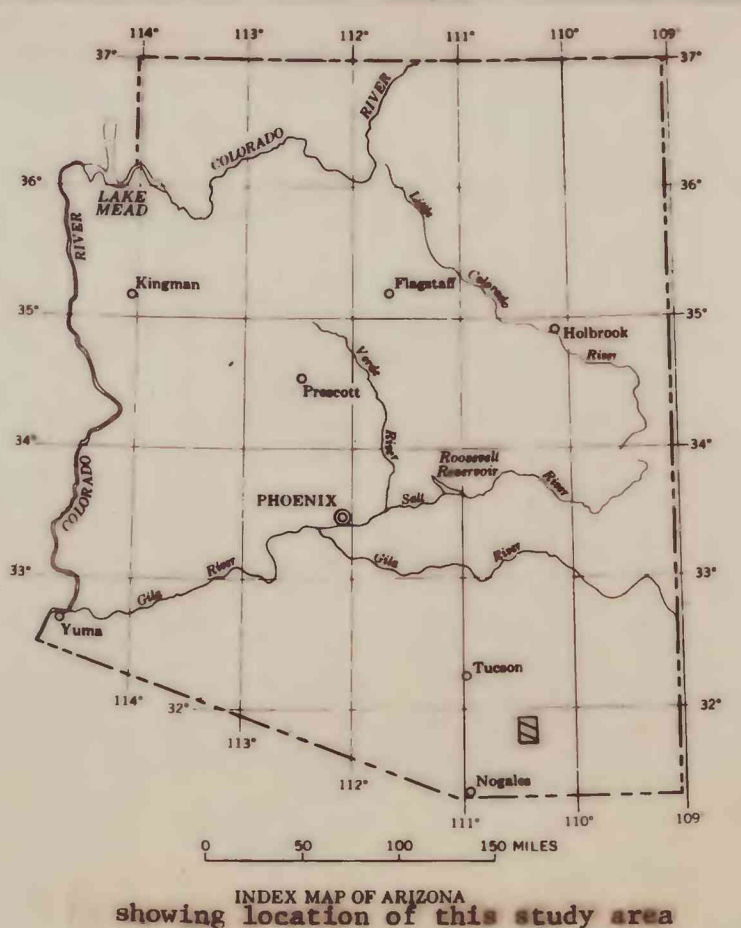 114° 112° 111° 110° 109°
37° 37°
RIVER
COLORADO
36° 36°
LAKE
MEAD
Little
RIVER
Kingman
Flagstaff
Colorado
35° 35°
Holbrook
River
Verde
Prescott
River
34° 34°
Roosevelt
Reservoir
COLORADO
PHOENIX
Salt
River
33° 33°
Gila
River
Gila
River
Yuma
Tucson
114°
32° 32°
113°
112°
Nogales
111° 110° 109
0 50 100 150 MILES
INDEX MAP OF ARIZONA
showing location of this study area